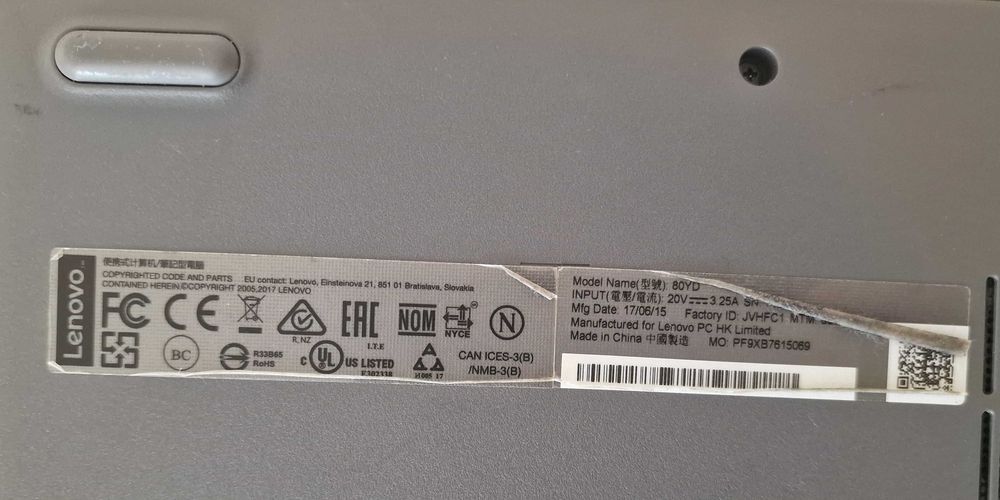 Lenovo
便携式计算机/筆記型電腦
COPYRIGHTED CODE AND PARTS
CONTAINED HEREIN.©COPYRIGHT 2005,2017 LENOVO
EU contact: Lenovo, Einsteinova 21, 851 01 Bratislava, Slovakia
FC CE R, NZ EAC NOM NYCE N
I.T.E
BC R33B65 RoHS C UL US LISTED E302338
CAN ICES-3(B)
/NMB-3(B)
Model Name(型號): 80YD
INPUT(電壓/電流): 20V 3.25A SN
Mfg Date: 17/06/15 Factory ID: JVHFC1 MTM
Manufactured for Lenovo PC HK Limited
Made in China 中國製造 MO: PF9XB7615069